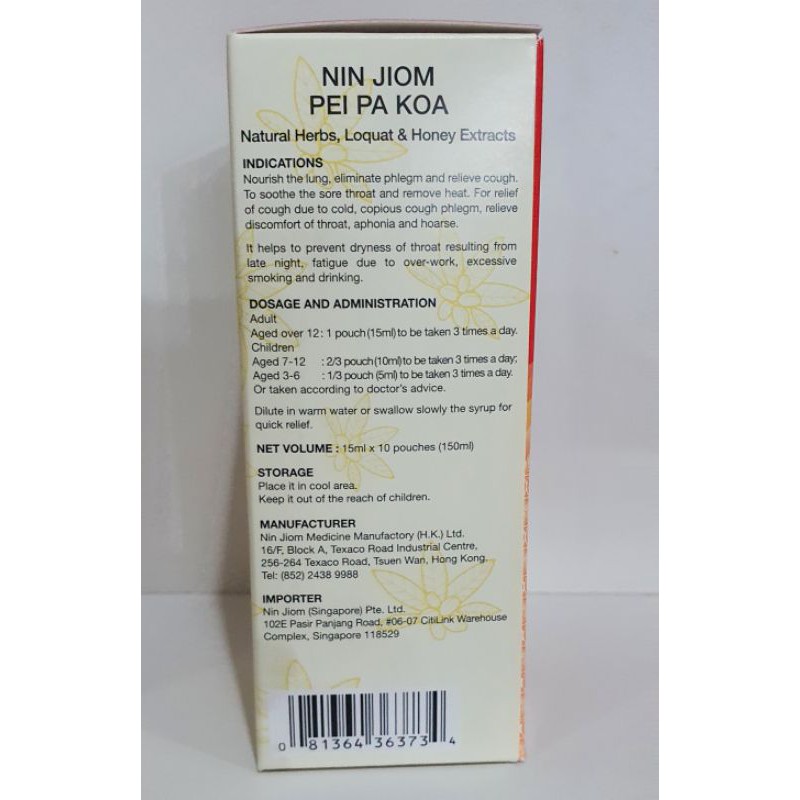 NIN JIOM
PEI PA KOA
Natural Herbs, Loquat & Honey Extracts
INDICATIONS
Nourish the lung, eliminate phlegm and relieve cough.
To soothe the sore throat and remove heat. For relief
of cough due to cold, copious cough phlegm, relieve
discomfort of throat, aphonia and hoarse.
It helps to prevent dryness of throat resulting from
late night, fatigue due to over-work, excessive
smoking and drinking.
DOSAGE AND ADMINISTRATION
Adult
Aged over 12 : 1 pouch (15ml) to be taken 3 times a day.
Children
Aged 7-12 : 2/3 pouch (10ml) to be taken 3 times a day;
Aged 3-6 : 1/3 pouch (5ml) to be taken 3 times a day.
Or taken according to doctor's advice.
Dilute in warm water or swallow slowly the syrup for
quick relief.
NET VOLUME : 15ml x 10 pouches (150ml)
STORAGE
Place it in cool area.
Keep it out of the reach of children.
MANUFACTURER
Nin Jiom Medicine Manufactory (H.K.) Ltd.
16/F, Block A, Texaco Road Industrial Centre,
256-264 Texaco Road, Tsuen Wan, Hong Kong.
Tel: (852) 2438 9988
IMPORTER
Nin Jiom (Singapore) Pte. Ltd.
102E Pasir Panjang Road, #06-07 CitiLink Warehouse
Complex, Singapore 118529
0 81364 36373 4